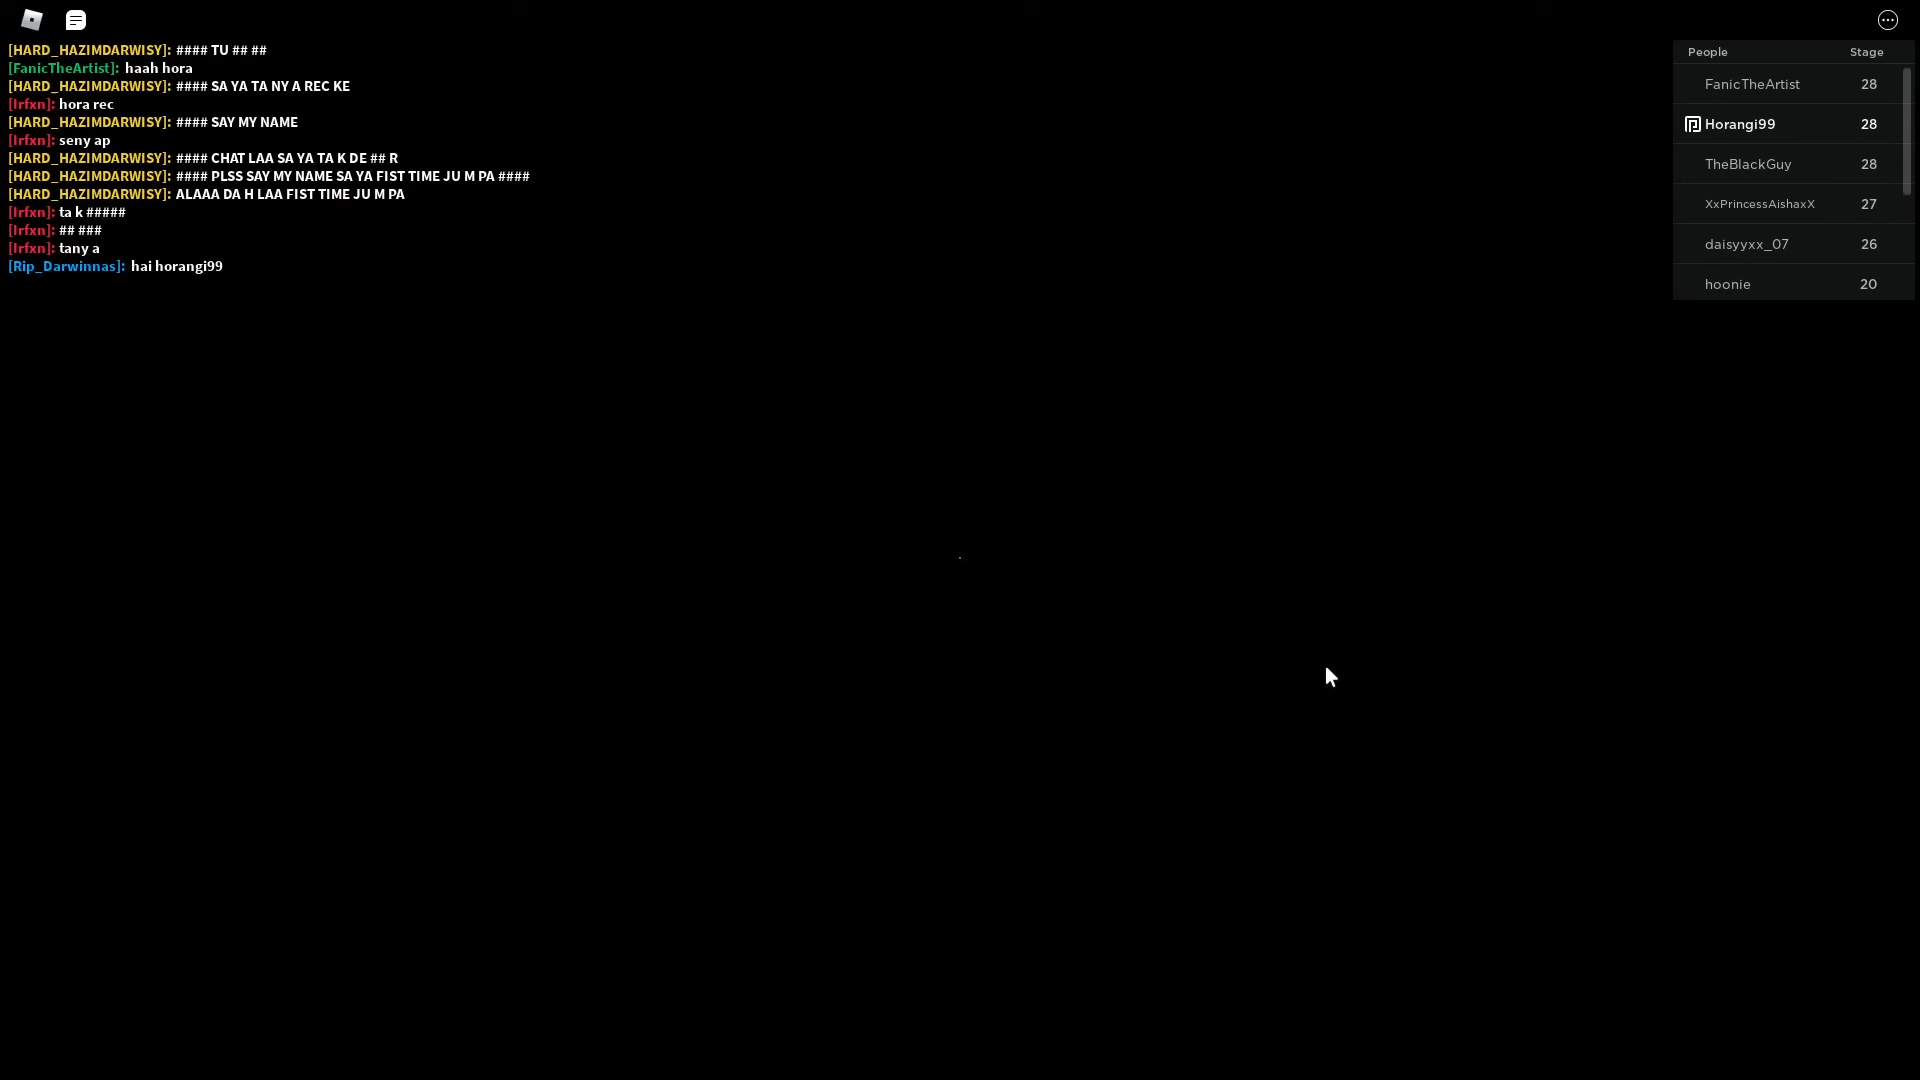 [HARD_HAZIMDARWISY]: #### TU ## ##
[FanicTheArtist]: haah hora
[HARD_HAZIMDARWISY]: #### SA YA TA NY A REC KE
[Irfxn]: hora rec
[HARD_HAZIMDARWISY]: #### SAY MY NAME
[Irfxn]: seny ap
[HARD_HAZIMDARWISY]: #### CHAT LAA SA YA TA K DE ## R
[HARD_HAZIMDARWISY]: #### PLSS SAY MY NAME SA YA FIST TIME JU M PA ####
[HARD_HAZIMDARWISY]: ALAAA DA H LAA FIST TIME JU M PA
[Irfxn]: ta k #####
[Irfxn]: ## ###
[Irfxn]: tany a
[Rip_Darwinnas]: hai horangi99
People Stage
FanicTheArtist 28
Horangi99 28
TheBlackGuy 28
XxPrincessAishaxX 27
daisyyxx_07 26
hoonie 20